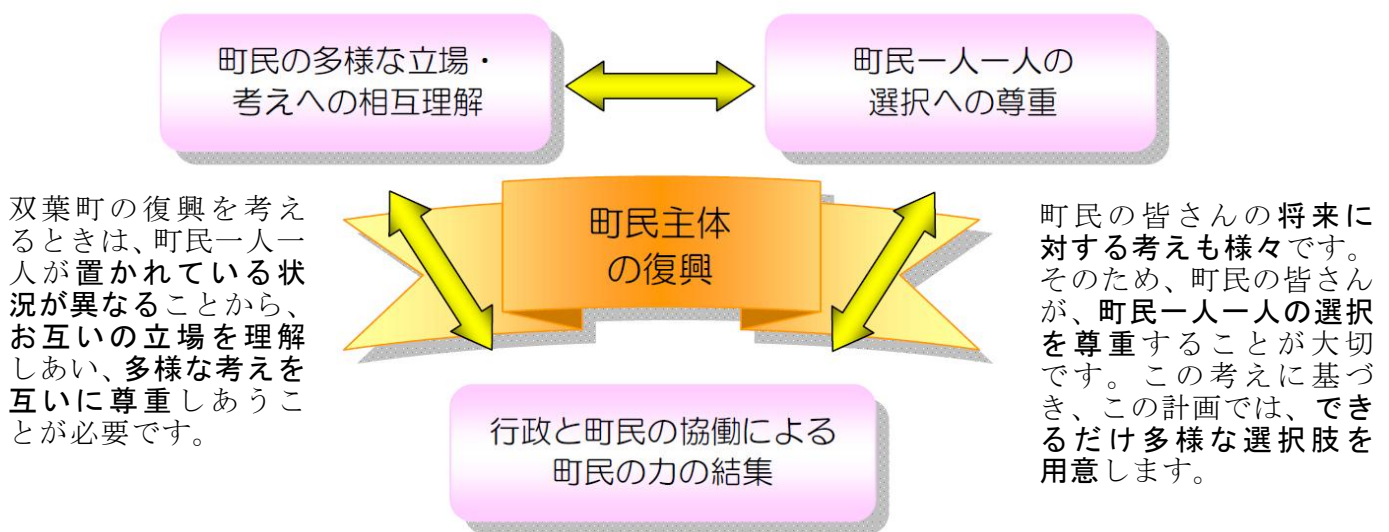 町民の多様な立場・
考えへの相互理解
町民一人一人の
選択への尊重
町民主体
の復興
双葉町の復興を考え
るときは、町民一人一
人が置かれている状
況が異なることから、
お互いの立場を理解
しあい、多様な考えを
互いに尊重しあうこ
とが必要です。
町民の皆さんの将来に
対する考えも様々です。
そのため、町民の皆さん
が、町民一人一人の選択
を尊重することが大切
です。この考えに基づ
き、この計画では、でき
るだけ多様な選択肢を
用意します。
行政と町民の協働による
町民の力の結集